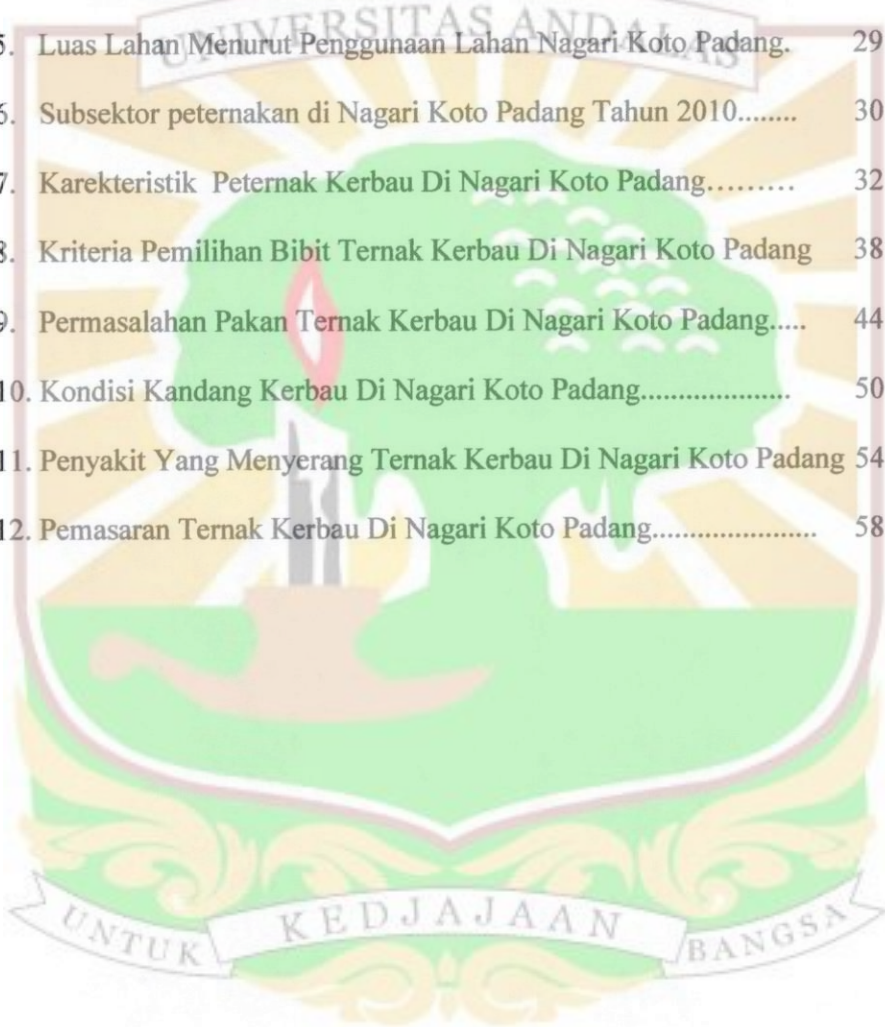 UNIVERSITAS ANDALAS
5. Luas Lahan Menurut Penggunaan Lahan Nagari Koto Padang. 29
6. Subsektor peternakan di Nagari Koto Padang Tahun 2010........ 30
7. Karekteristik Peternak Kerbau Di Nagari Koto Padang......... 32
8. Kriteria Pemilihan Bibit Ternak Kerbau Di Nagari Koto Padang 38
9. Permasalahan Pakan Ternak Kerbau Di Nagari Koto Padang..... 44
10. Kondisi Kandang Kerbau Di Nagari Koto Padang.................... 50
11. Penyakit Yang Menyerang Ternak Kerbau Di Nagari Koto Padang 54
12. Pemasaran Ternak Kerbau Di Nagari Koto Padang...................... 58
UNTUK KEDJAJAAN BANGSA